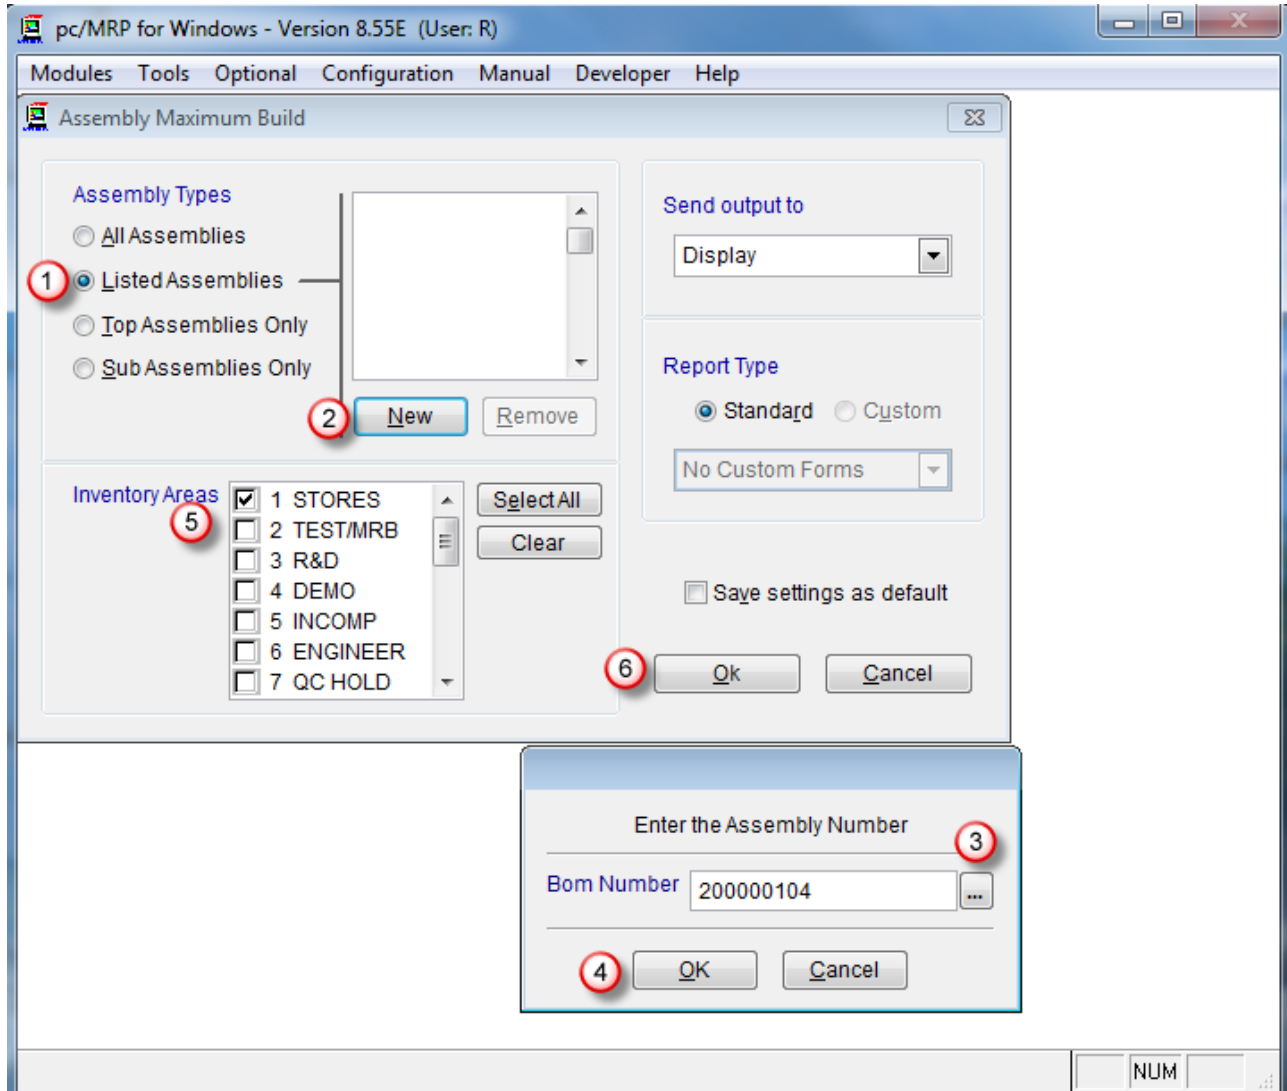 pc/MRP for Windows - Version 8.55E (User: R)
Modules Tools Optional Configuration Manual Developer Help
Assembly Maximum Build
Assembly Types
All Assemblies
1 Listed Assemblies
Top Assemblies Only
Sub Assemblies Only
2 New Remove
Inventory Areas
5
1 STORES
2 TEST/MRB
3 R&D
4 DEMO
5 INCOMP
6 ENGINEER
7 QC HOLD
Select All
Clear
Send output to
Display
Report Type
Standard Custom
No Custom Forms
Save settings as default
6 Ok Cancel
Enter the Assembly Number
3
Bom Number 200000104 ...
4 OK Cancel
NUM